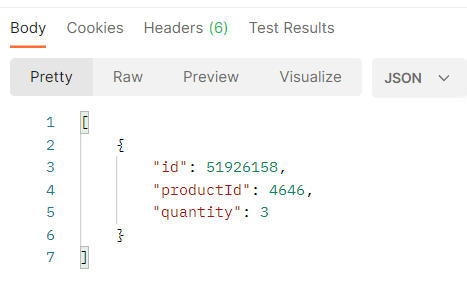 Body Cookies Headers (6) Test Results
Pretty Raw Preview Visualize JSON
1 [
2 {
3 "id": 51926158,
4 "productId": 4646,
5 "quantity": 3
6 }
7 ]